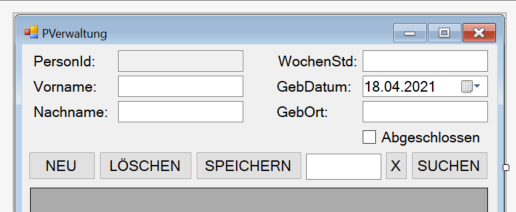 PVerwaltung
PersonId: WochenStd:
Vorname: GebDatum: 18.04.2021
Nachname: GebOrt:
Abgeschlossen
NEU LÖSCHEN SPEICHERN X SUCHEN